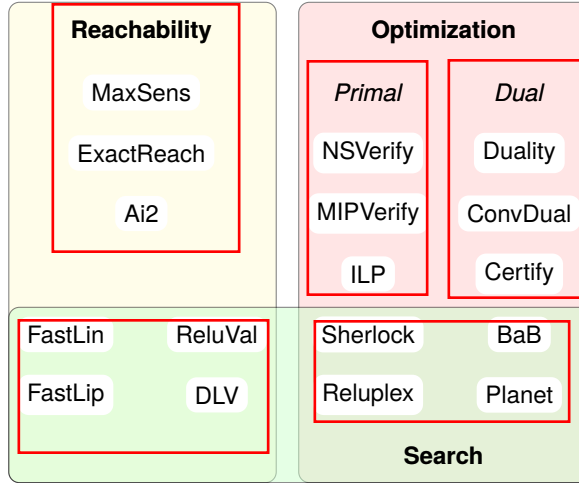 Reachability
MaxSens
ExactReach
Ai2
Optimization
Primal
NSVerify
MIPVerify
ILP
Dual
Duality
ConvDual
Certify
FastLin ReluVal
FastLip DLV
Sherlock BaB
Reluplex Planet
Search